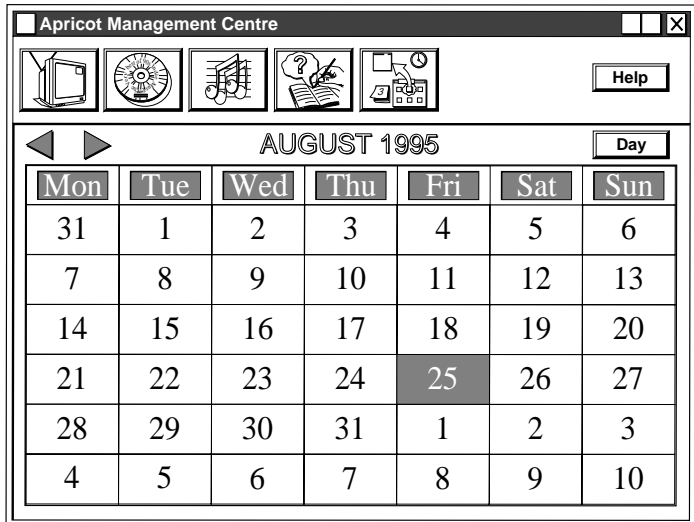 Apricot Management Centre
?
3
Help
AUGUST 1995
Day
Mon Tue Wed Thu Fri Sat Sun
31 1 2 3 4 5 6
7 8 9 10 11 12 13
14 15 16 17 18 19 20
21 22 23 24 25 26 27
28 29 30 31 1 2 3
4 5 6 7 8 9 10